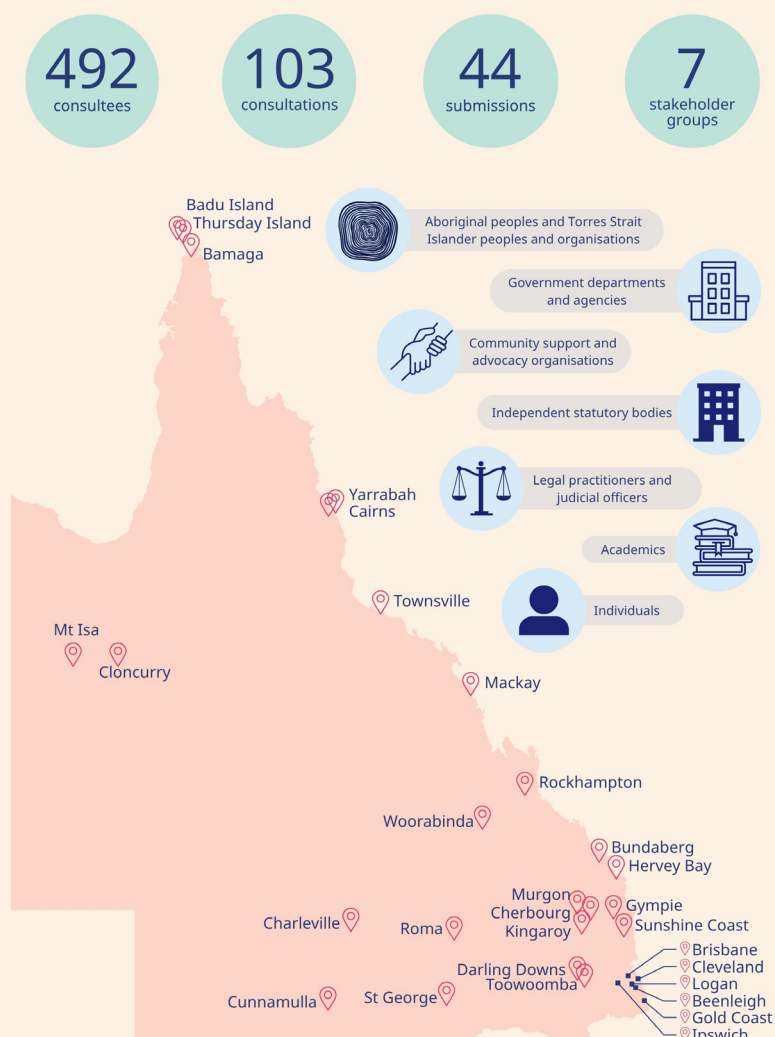 492
consultees
103
consultations
44
submissions
7
stakeholder
groups
Badu Island
Thursday Island
Bamaga
Aboriginal peoples and Torres Strait
Islander peoples and organisations
Government departments
and agencies
Community support and
advocacy organisations
Independent statutory bodies
Legal practitioners and
judicial officers
Academics
Individuals
Yarrabah
Cairns
Townsville
Mt Isa
Cloncurry
Mackay
Rockhampton
Woorabinda
Bundaberg
Hervey Bay
Murgon
Cherbourg
Kingaroy
Gympie
Sunshine Coast
Charleville
Roma
Darling Downs
Toowoomba
Cunnamulla
St George
Brisbane
Cleveland
Logan
Beenleigh
Gold Coast
Ipswich